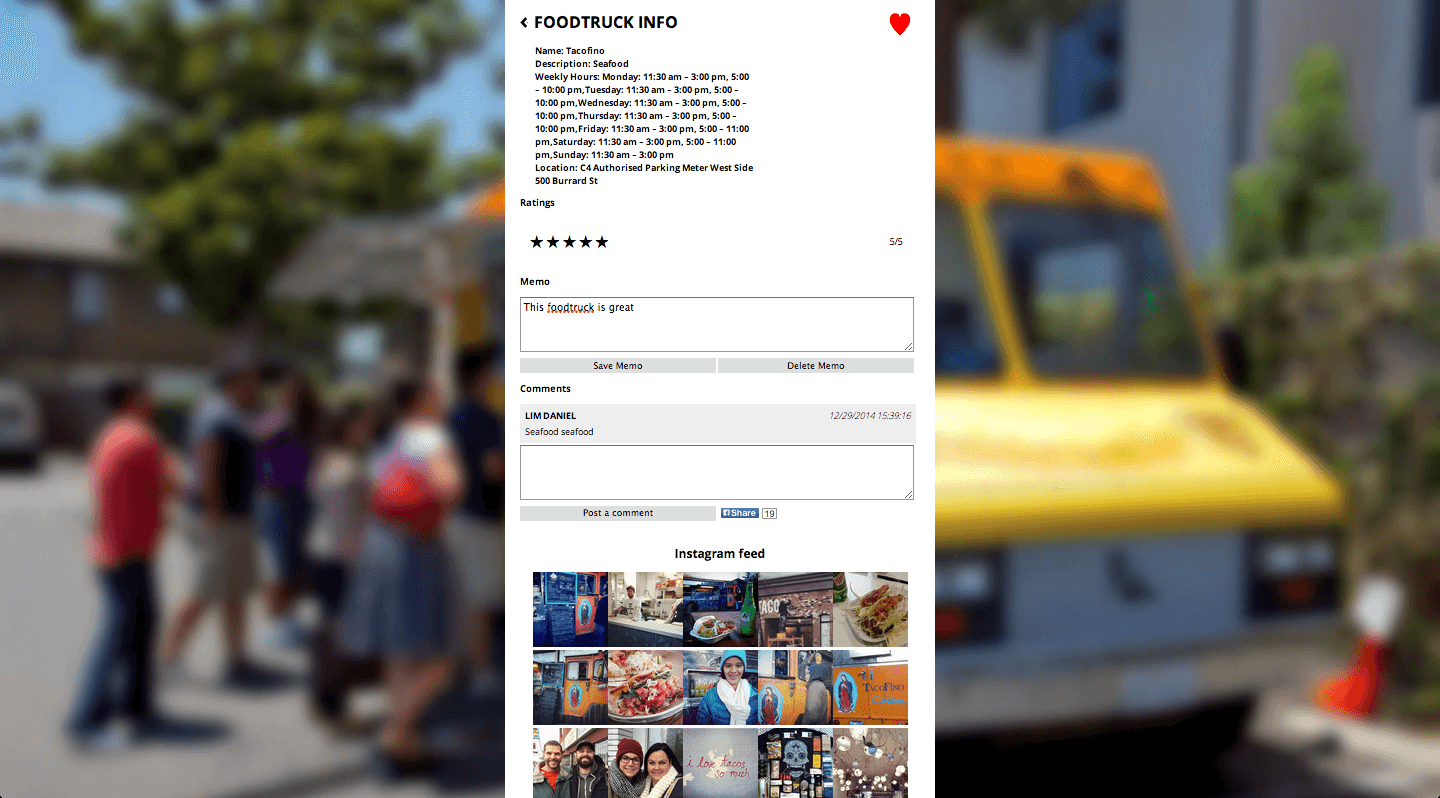 FOODTRUCK INFO
Name: Tacofino
Description: Seafood
Weekly Hours: Monday: 11:30 am – 3:00 pm, 5:00
– 10:00 pm,Tuesday: 11:30 am – 3:00 pm, 5:00 –
10:00 pm,Wednesday: 11:30 am – 3:00 pm, 5:00 –
10:00 pm,Thursday: 11:30 am – 3:00 pm, 5:00 –
10:00 pm,Friday: 11:30 am – 3:00 pm, 5:00 – 11:00
pm,Saturday: 11:30 am – 3:00 pm, 5:00 – 11:00
pm,Sunday: 11:30 am – 3:00 pm
Location: C4 Authorised Parking Meter West Side
500 Burrard St
Ratings
★★★★★ 5/5
Memo
This foodtruck is great
Save Memo Delete Memo
Comments
LIM DANIEL 12/29/2014 15:39:16
Seafood seafood
Post a comment Share 19
Instagram feed
TACO
TACOFINO
i love tacos
so much